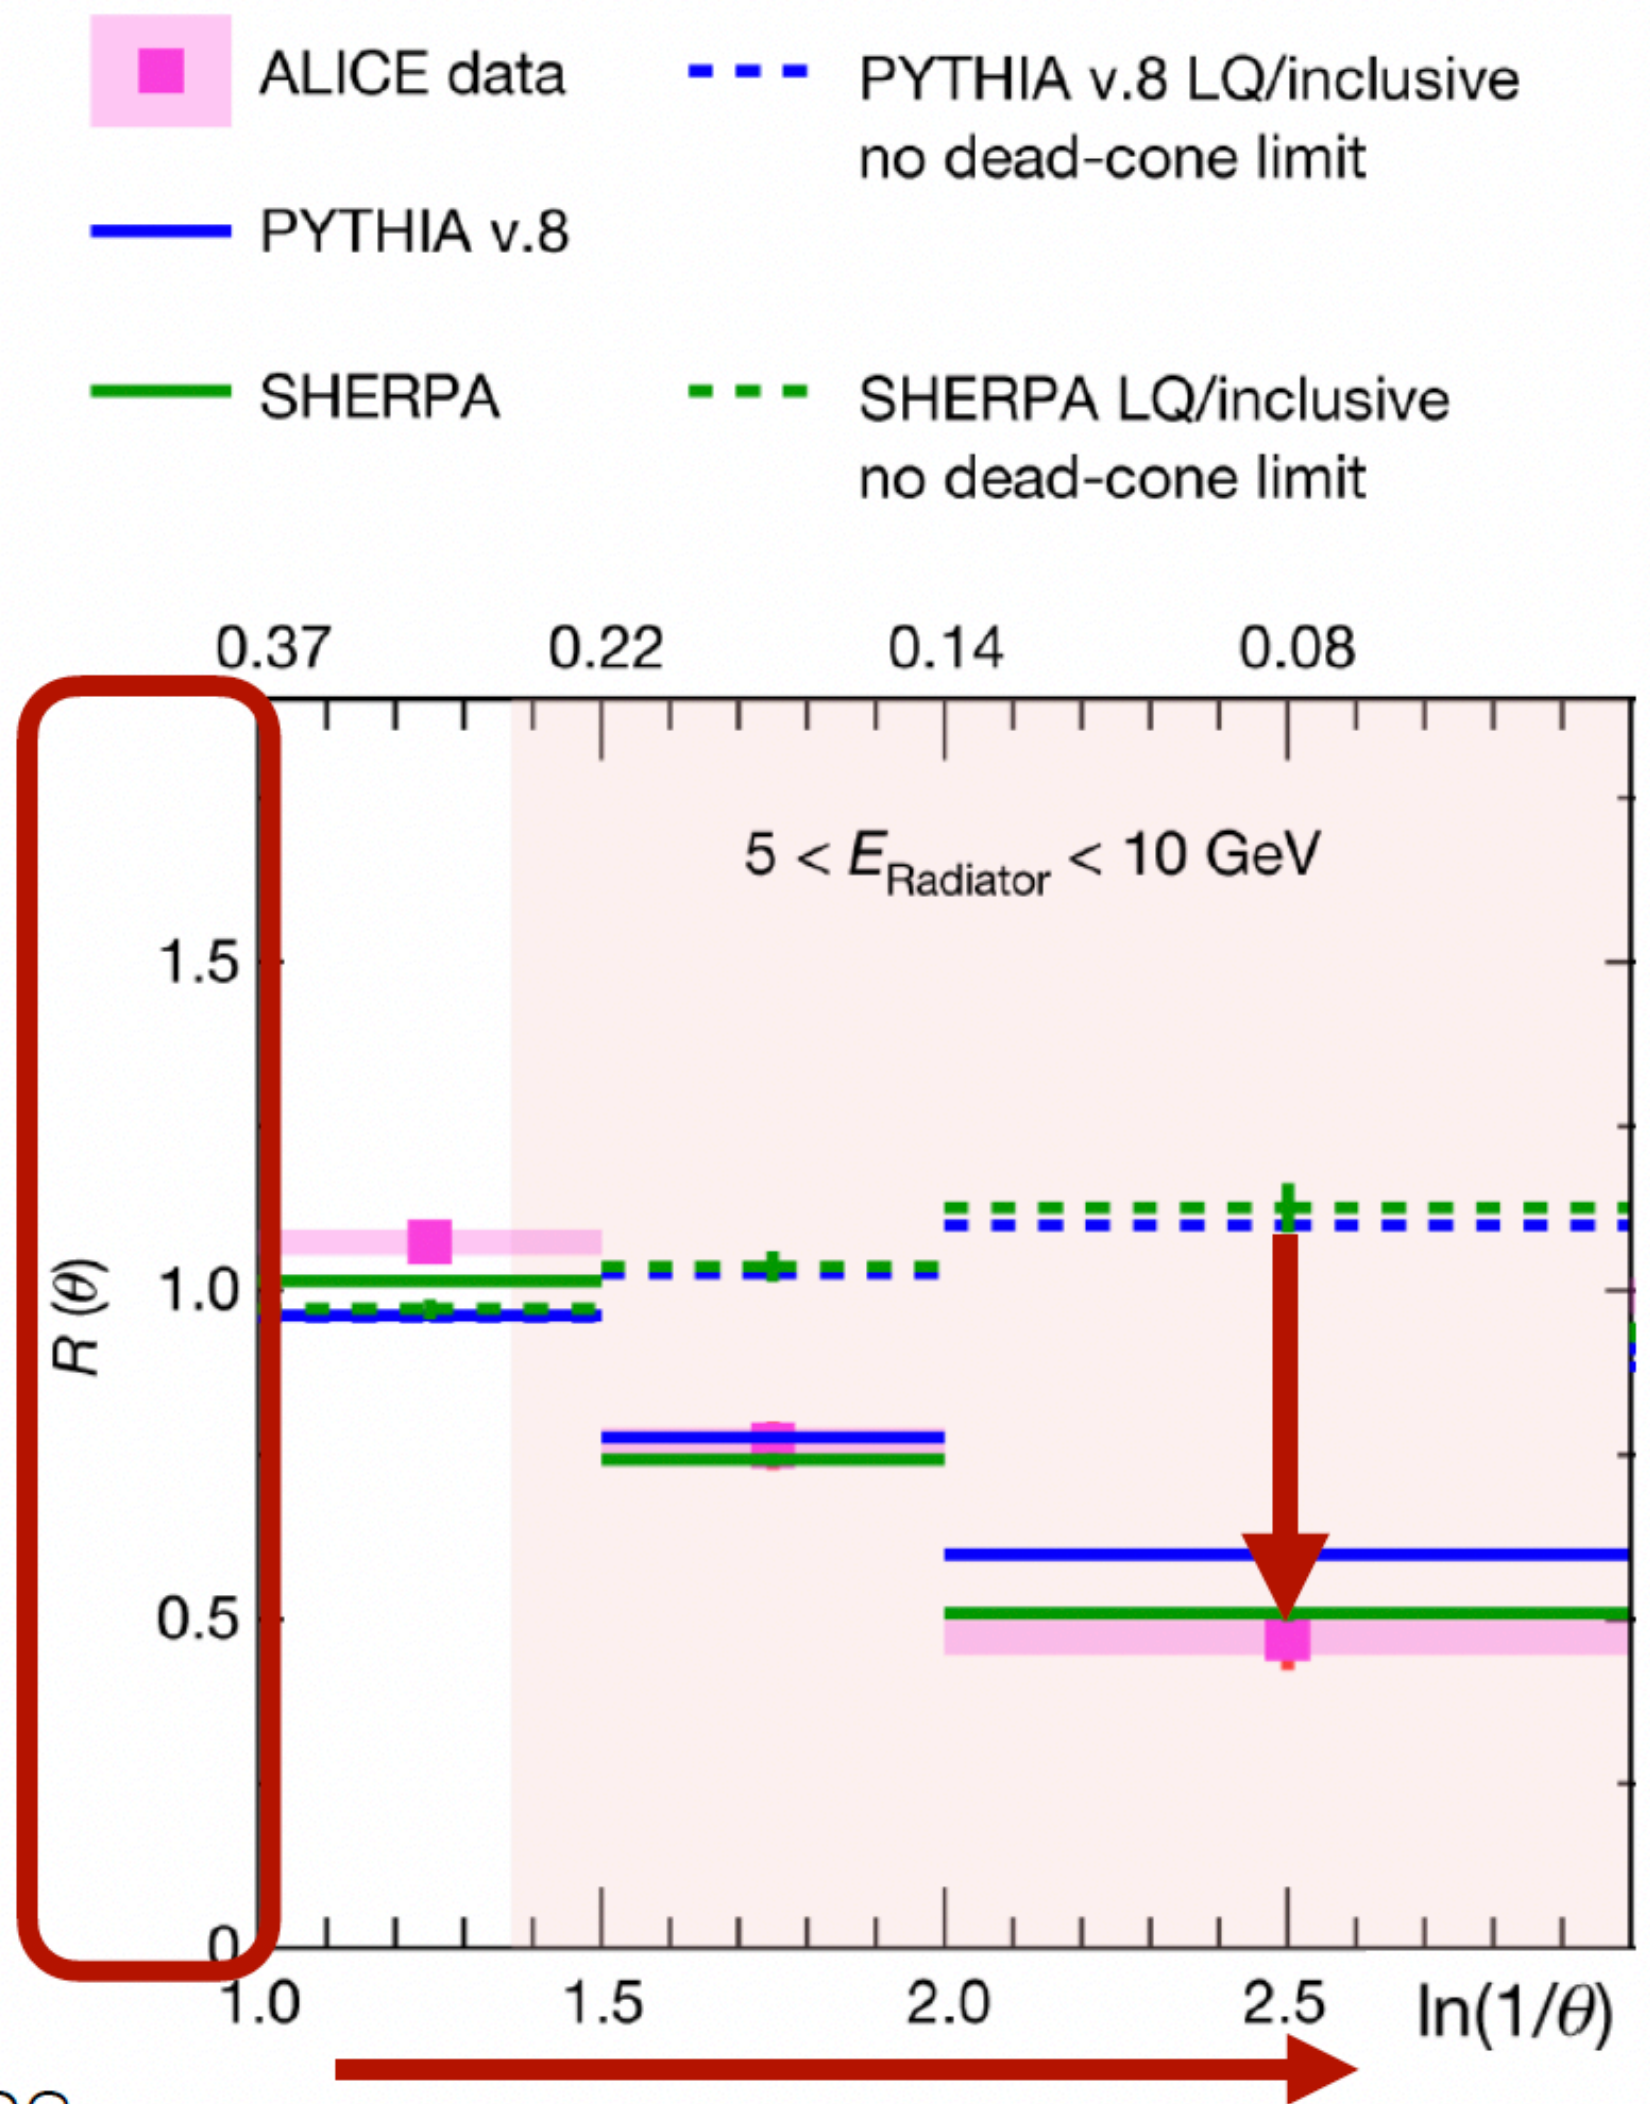 ALICE data
PYTHIA v.8 LQ/inclusive
no dead-cone limit
PYTHIA v.8
SHERPA
SHERPA LQ/inclusive
no dead-cone limit
0.37 0.22 0.14 0.08
5 < E_Radiator < 10 GeV
1.5
1.0
0.5
0
R (θ)
1.0 1.5 2.0 2.5 ln(1/θ)